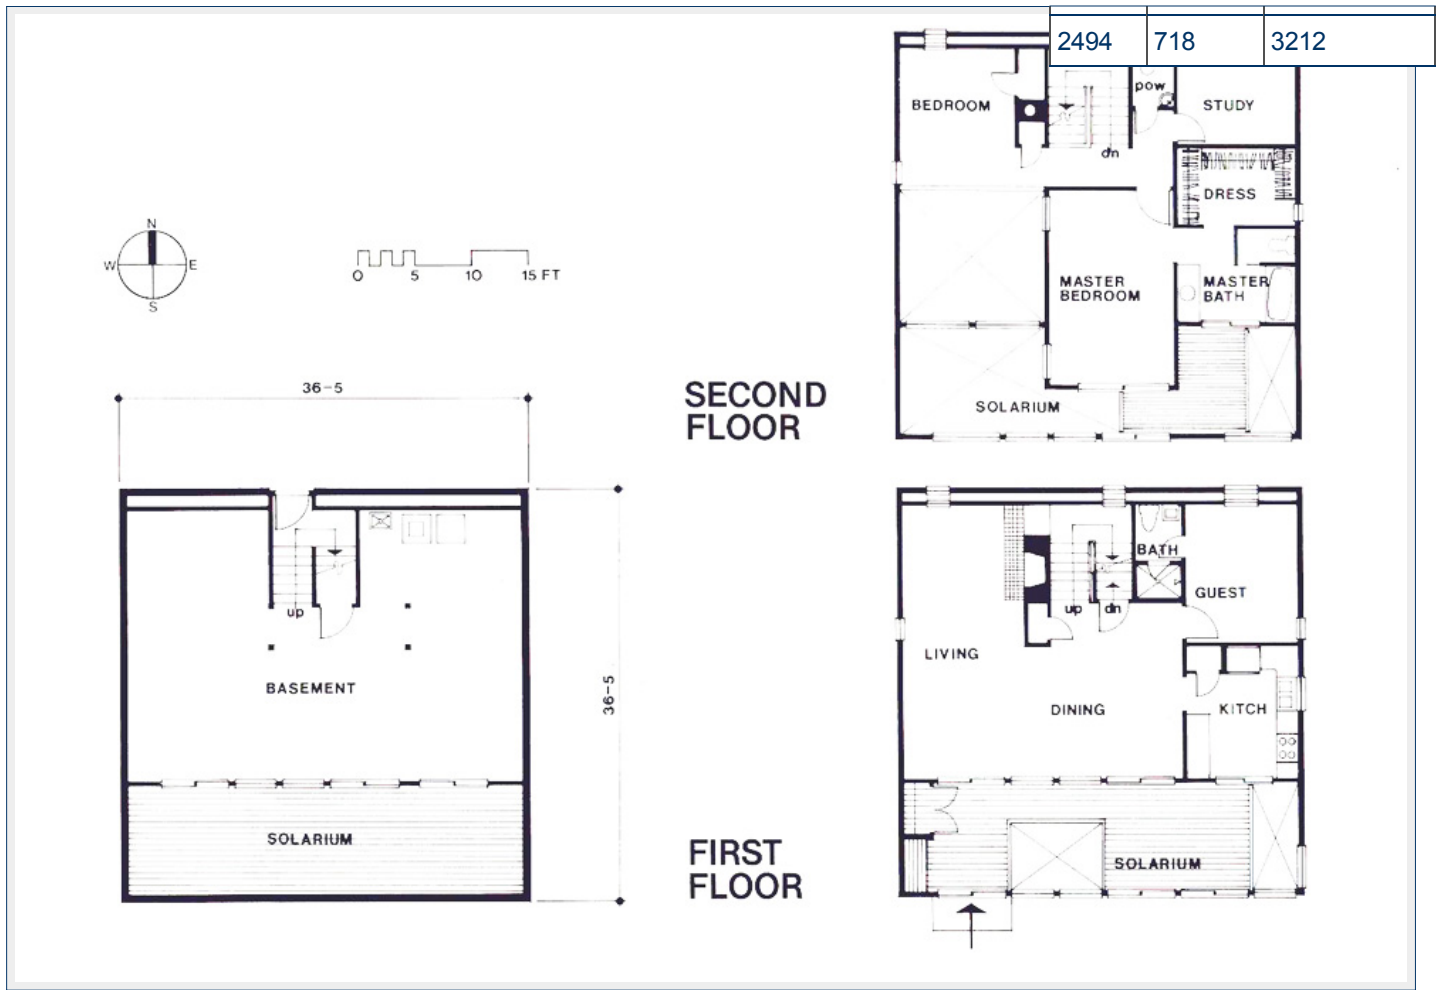 2494 718 3212
pow
BEDROOM
STUDY
dn
DRESS
N
W E
S
0 5 10 15 FT
MASTER
BEDROOM
MASTER
BATH
36-5
SECOND
FLOOR
SOLARIUM
up
BASEMENT
36-5
SOLARIUM
BATH
GUEST
up
dn
LIVING
DINING
KITCH
FIRST
FLOOR
SOLARIUM